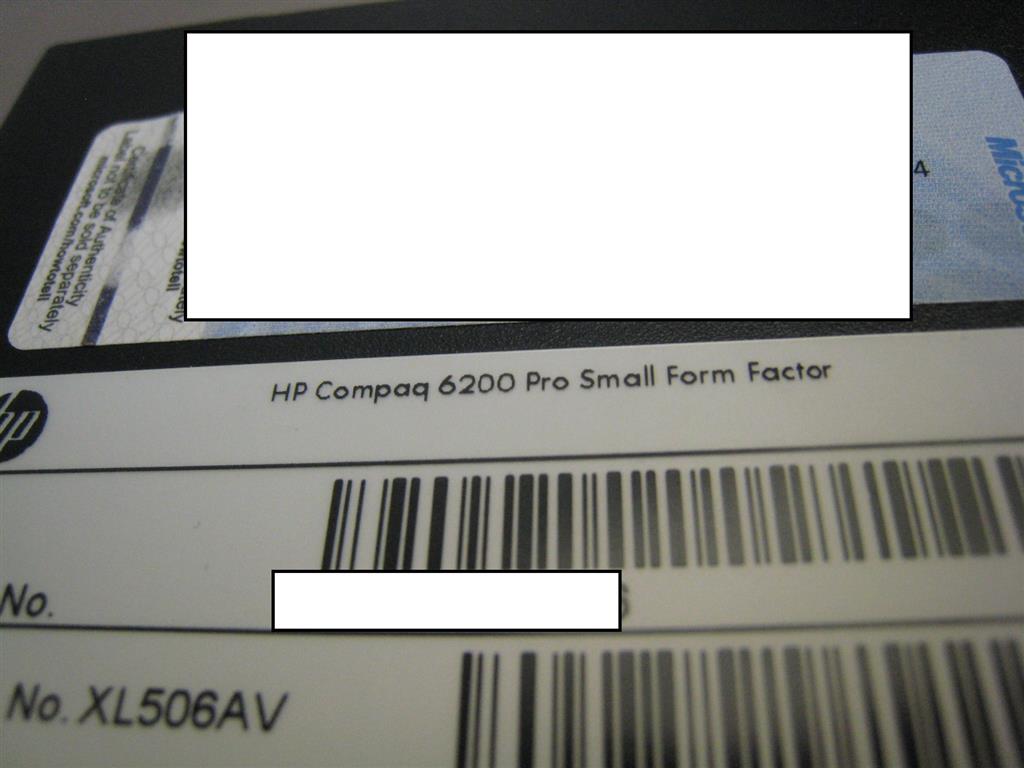 Certificate of Authenticity
Label not to be sold separately
microsoft.com/howtotell
4
hp
HP Compaq 6200 Pro Small Form Factor
No.
No. XL506AV